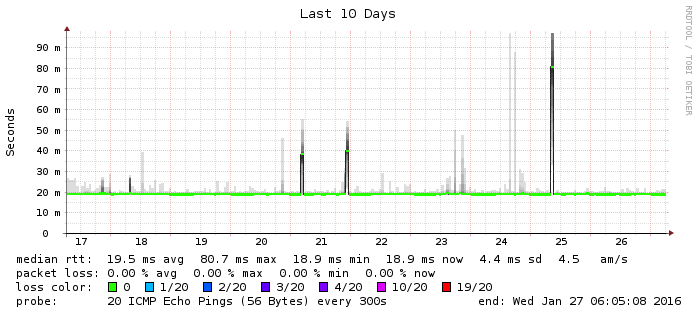 Last 10 Days
RRDTOOL / TOBI OETIKER
Seconds
90 m
80 m
70 m
60 m
50 m
40 m
30 m
20 m
10 m
0
17 18 19 20 21 22 23 24 25 26
median rtt: 19.5 ms avg 80.7 ms max 18.9 ms min 18.9 ms now 4.4 ms sd 4.5 am/s
packet loss: 0.00 % avg 0.00 % max 0.00 % min 0.00 % now
loss color: 0 1/20 2/20 3/20 4/20 10/20 19/20
probe: 20 ICMP Echo Pings (56 Bytes) every 300s end: Wed Jan 27 06:05:08 2016